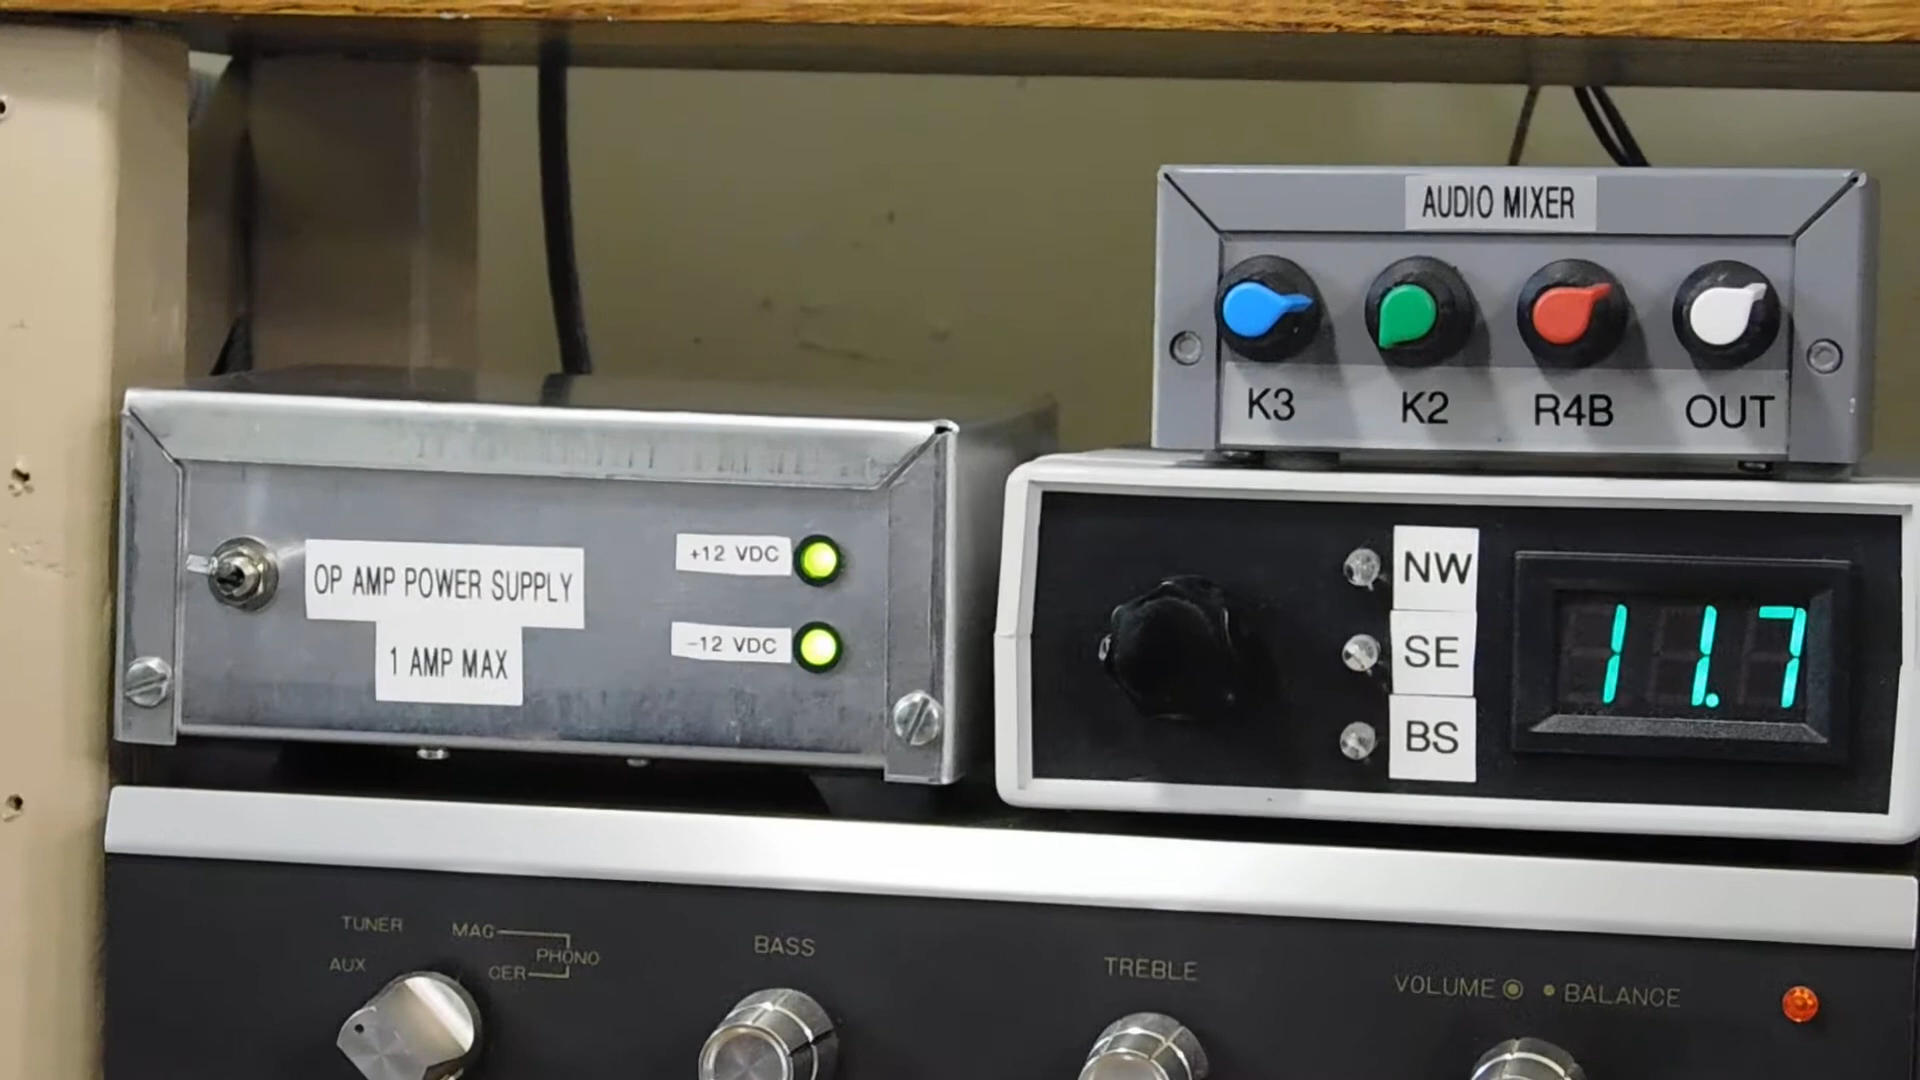 AUDIO MIXER
K3 K2 R4B OUT
OP AMP POWER SUPPLY
1 AMP MAX
+12 VDC
-12 VDC
NW
SE
BS
11.7
TUNER
AUX
MAG
PHONO
CER
BASS
TREBLE
VOLUME
BALANCE